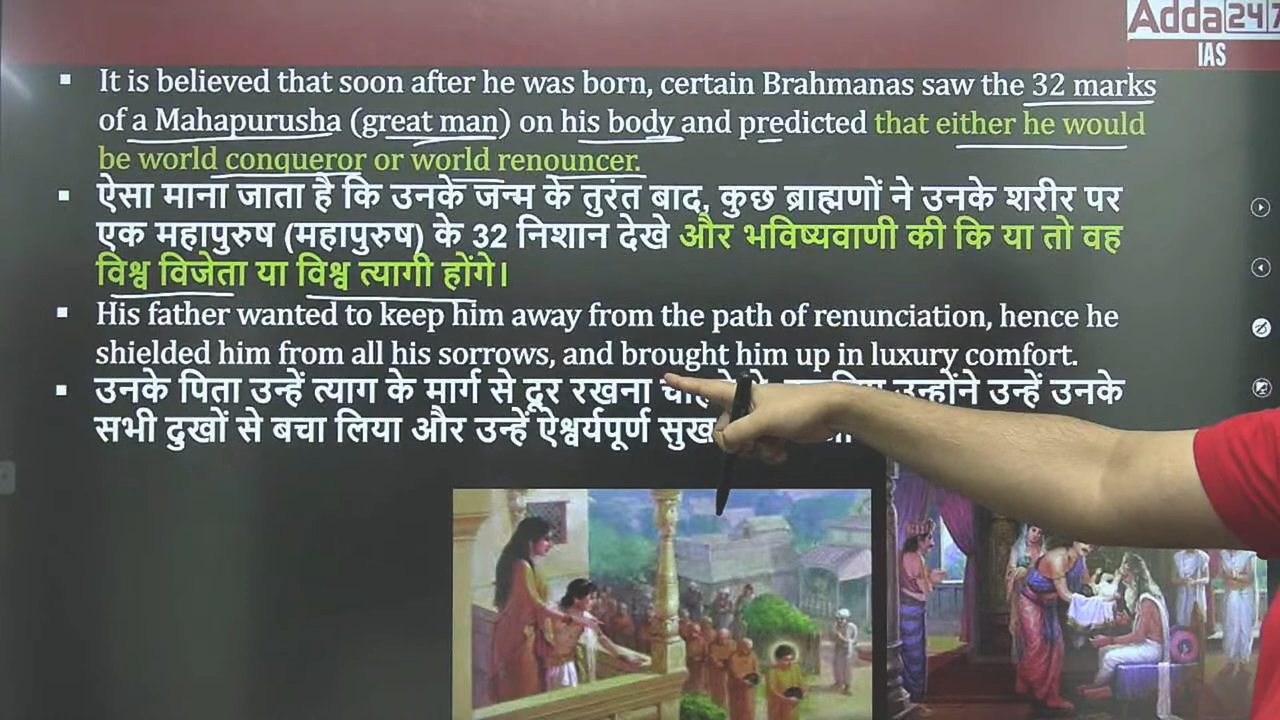 Adda247
IAS
▪ It is believed that soon after he was born, certain Brahmanas saw the 32 marks
of a Mahapurusha (great man) on his body and predicted that either he would
be world conqueror or world renouncer.
▪ ऐसा माना जाता है कि उनके जन्म के तुरंत बाद, कुछ ब्राह्मणों ने उनके शरीर पर
एक महापुरुष (महापुरुष) के 32 निशान देखे और भविष्यवाणी की कि या तो वह
विश्व विजेता या विश्व त्यागी होंगे।
▪ His father wanted to keep him away from the path of renunciation, hence he
shielded him from all his sorrows, and brought him up in luxury comfort.
▪ उनके पिता उन्हें त्याग के मार्ग से दूर रखना उन्होंने उन्हें उनके
सभी दुखों से बचा लिया और उन्हें ऐश्वर्यपूर्ण